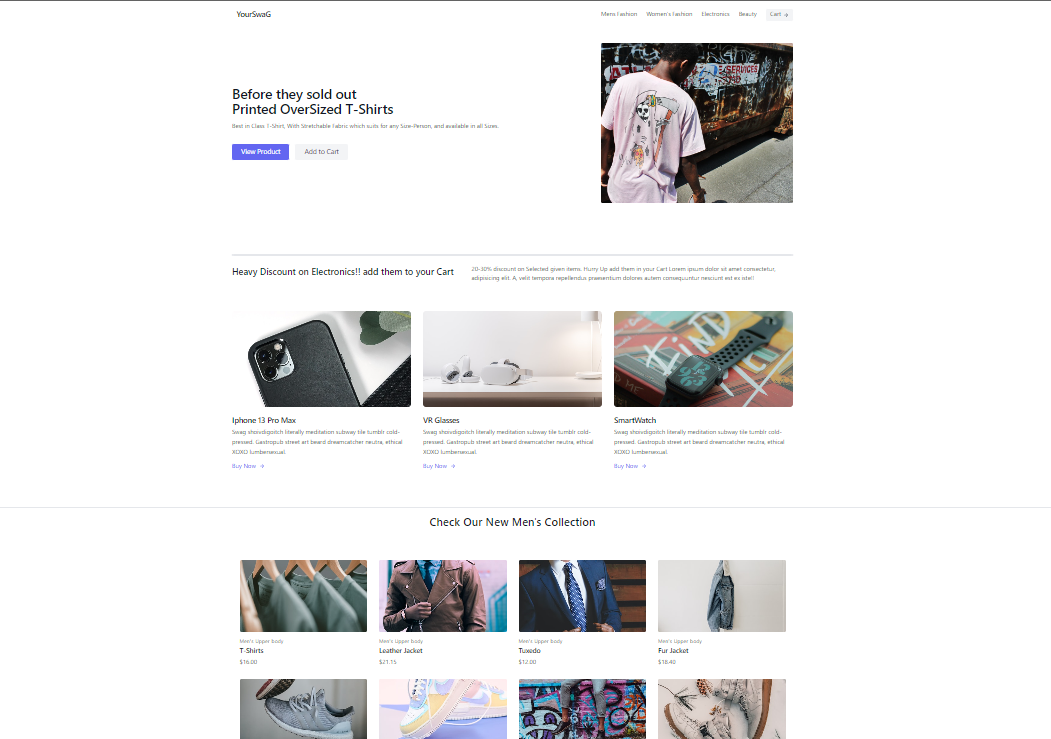 YourSwaG
Mens Fashion
Women's Fashion
Electronics
Beauty
Cart →
SERVICES
Before they sold out
Printed OverSized T-Shirts
Best in Class T-Shirt, With Stretchable Fabric which suits for any Size-Person, and available in all Sizes.
View Product
Add to Cart
Heavy Discount on Electronics!! add them to your Cart
20-30% discount on Selected given items. Hurry Up add them in your Cart Lorem ipsum dolor sit amet consectetur,
adipisicing elit. A, velit tempora repellendus praesentium dolores autem consequuntur nesciunt est es iste!!
Iphone 13 Pro Max
Swag shoivdigoitch literally meditation subway tile tumblr cold-
pressed. Gastropub street art beard dreamcatcher neutra, ethical
XOXO lumbersexual.
Buy Now →
VR Glasses
Swag shoivdigoitch literally meditation subway tile tumblr cold-
pressed. Gastropub street art beard dreamcatcher neutra, ethical
XOXO lumbersexual.
Buy Now →
SmartWatch
Swag shoivdigoitch literally meditation subway tile tumblr cold-
pressed. Gastropub street art beard dreamcatcher neutra, ethical
XOXO lumbersexual.
Buy Now →
Check Our New Men's Collection
Men's Upper body
T-Shirts
$16.00
Men's Upper body
Leather Jacket
$21.15
Men's Upper body
Tuxedo
$12.00
Men's Upper body
Fur Jacket
$18.40